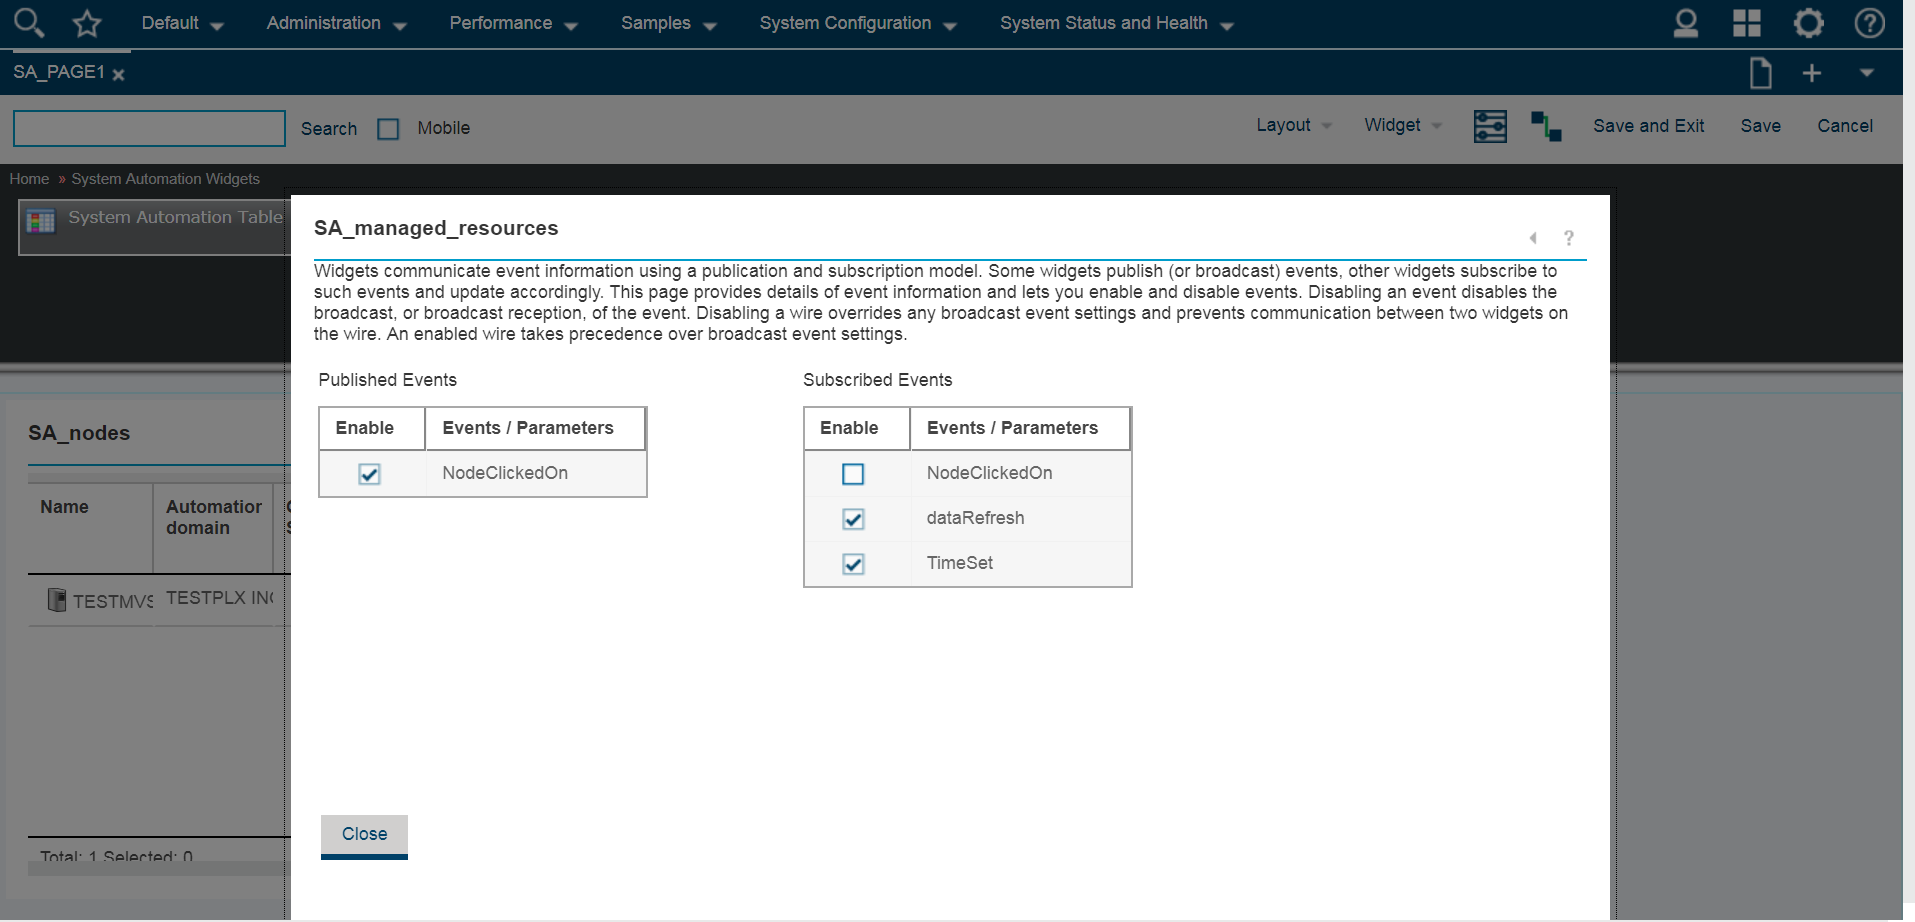 Default Administration Performance Samples System Configuration System Status and Health
SA_PAGE1
Search Mobile Layout Widget Save and Exit Save Cancel
Home » System Automation Widgets
System Automation Table
SA_managed_resources
?
Widgets communicate event information using a publication and subscription model. Some widgets publish (or broadcast) events, other widgets subscribe to
such events and update accordingly. This page provides details of event information and lets you enable and disable events. Disabling an event disables the
broadcast, or broadcast reception, of the event. Disabling a wire overrides any broadcast event settings and prevents communication between two widgets on
the wire. An enabled wire takes precedence over broadcast event settings.
Published Events
Enable Events / Parameters
NodeClickedOn
Subscribed Events
Enable Events / Parameters
NodeClickedOn
dataRefresh
TimeSet
Close
SA_nodes
Name Automation
domain
TESTMVS TESTPLX
Total: 1 Selected: 0